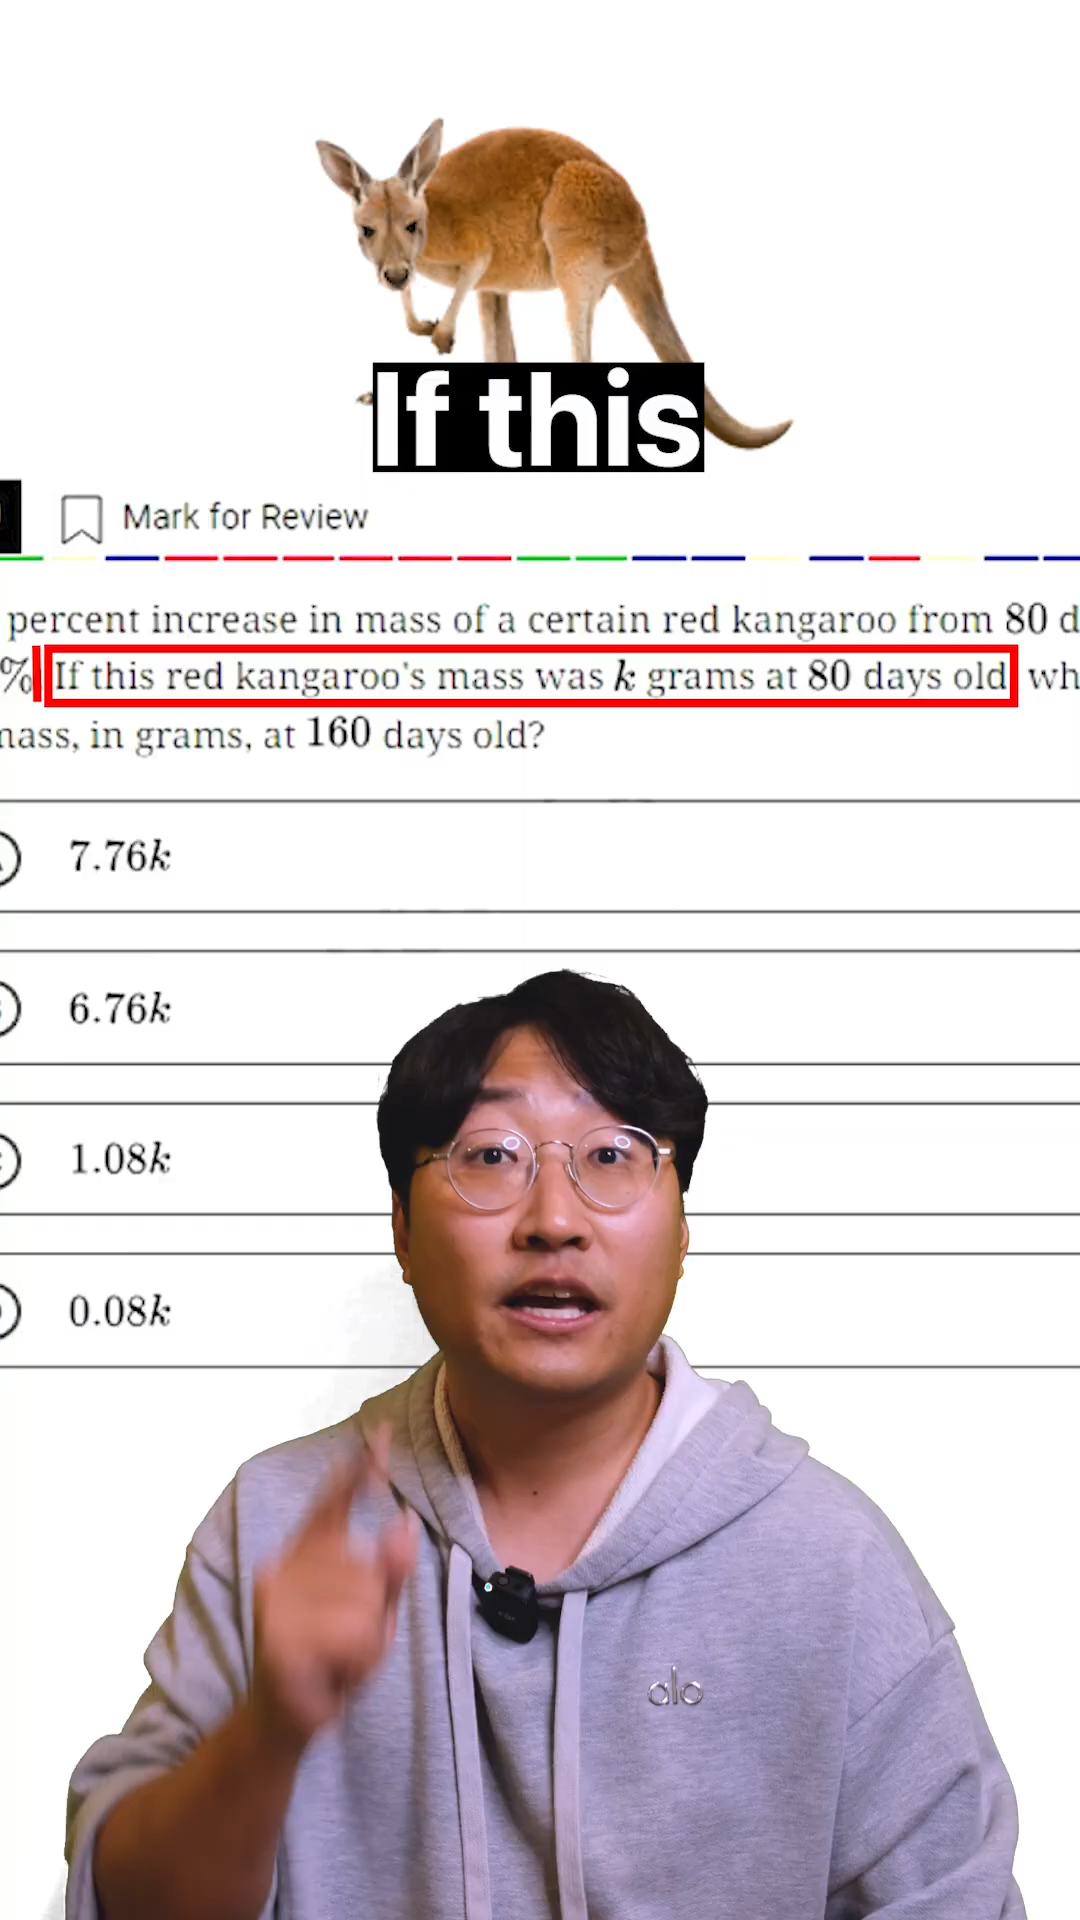 If this
Mark for Review
percent increase in mass of a certain red kangaroo from 80 d
% If this red kangaroo's mass was k grams at 80 days old wh
mass, in grams, at 160 days old?
7.76k
6.76k
1.08k
0.08k
alo